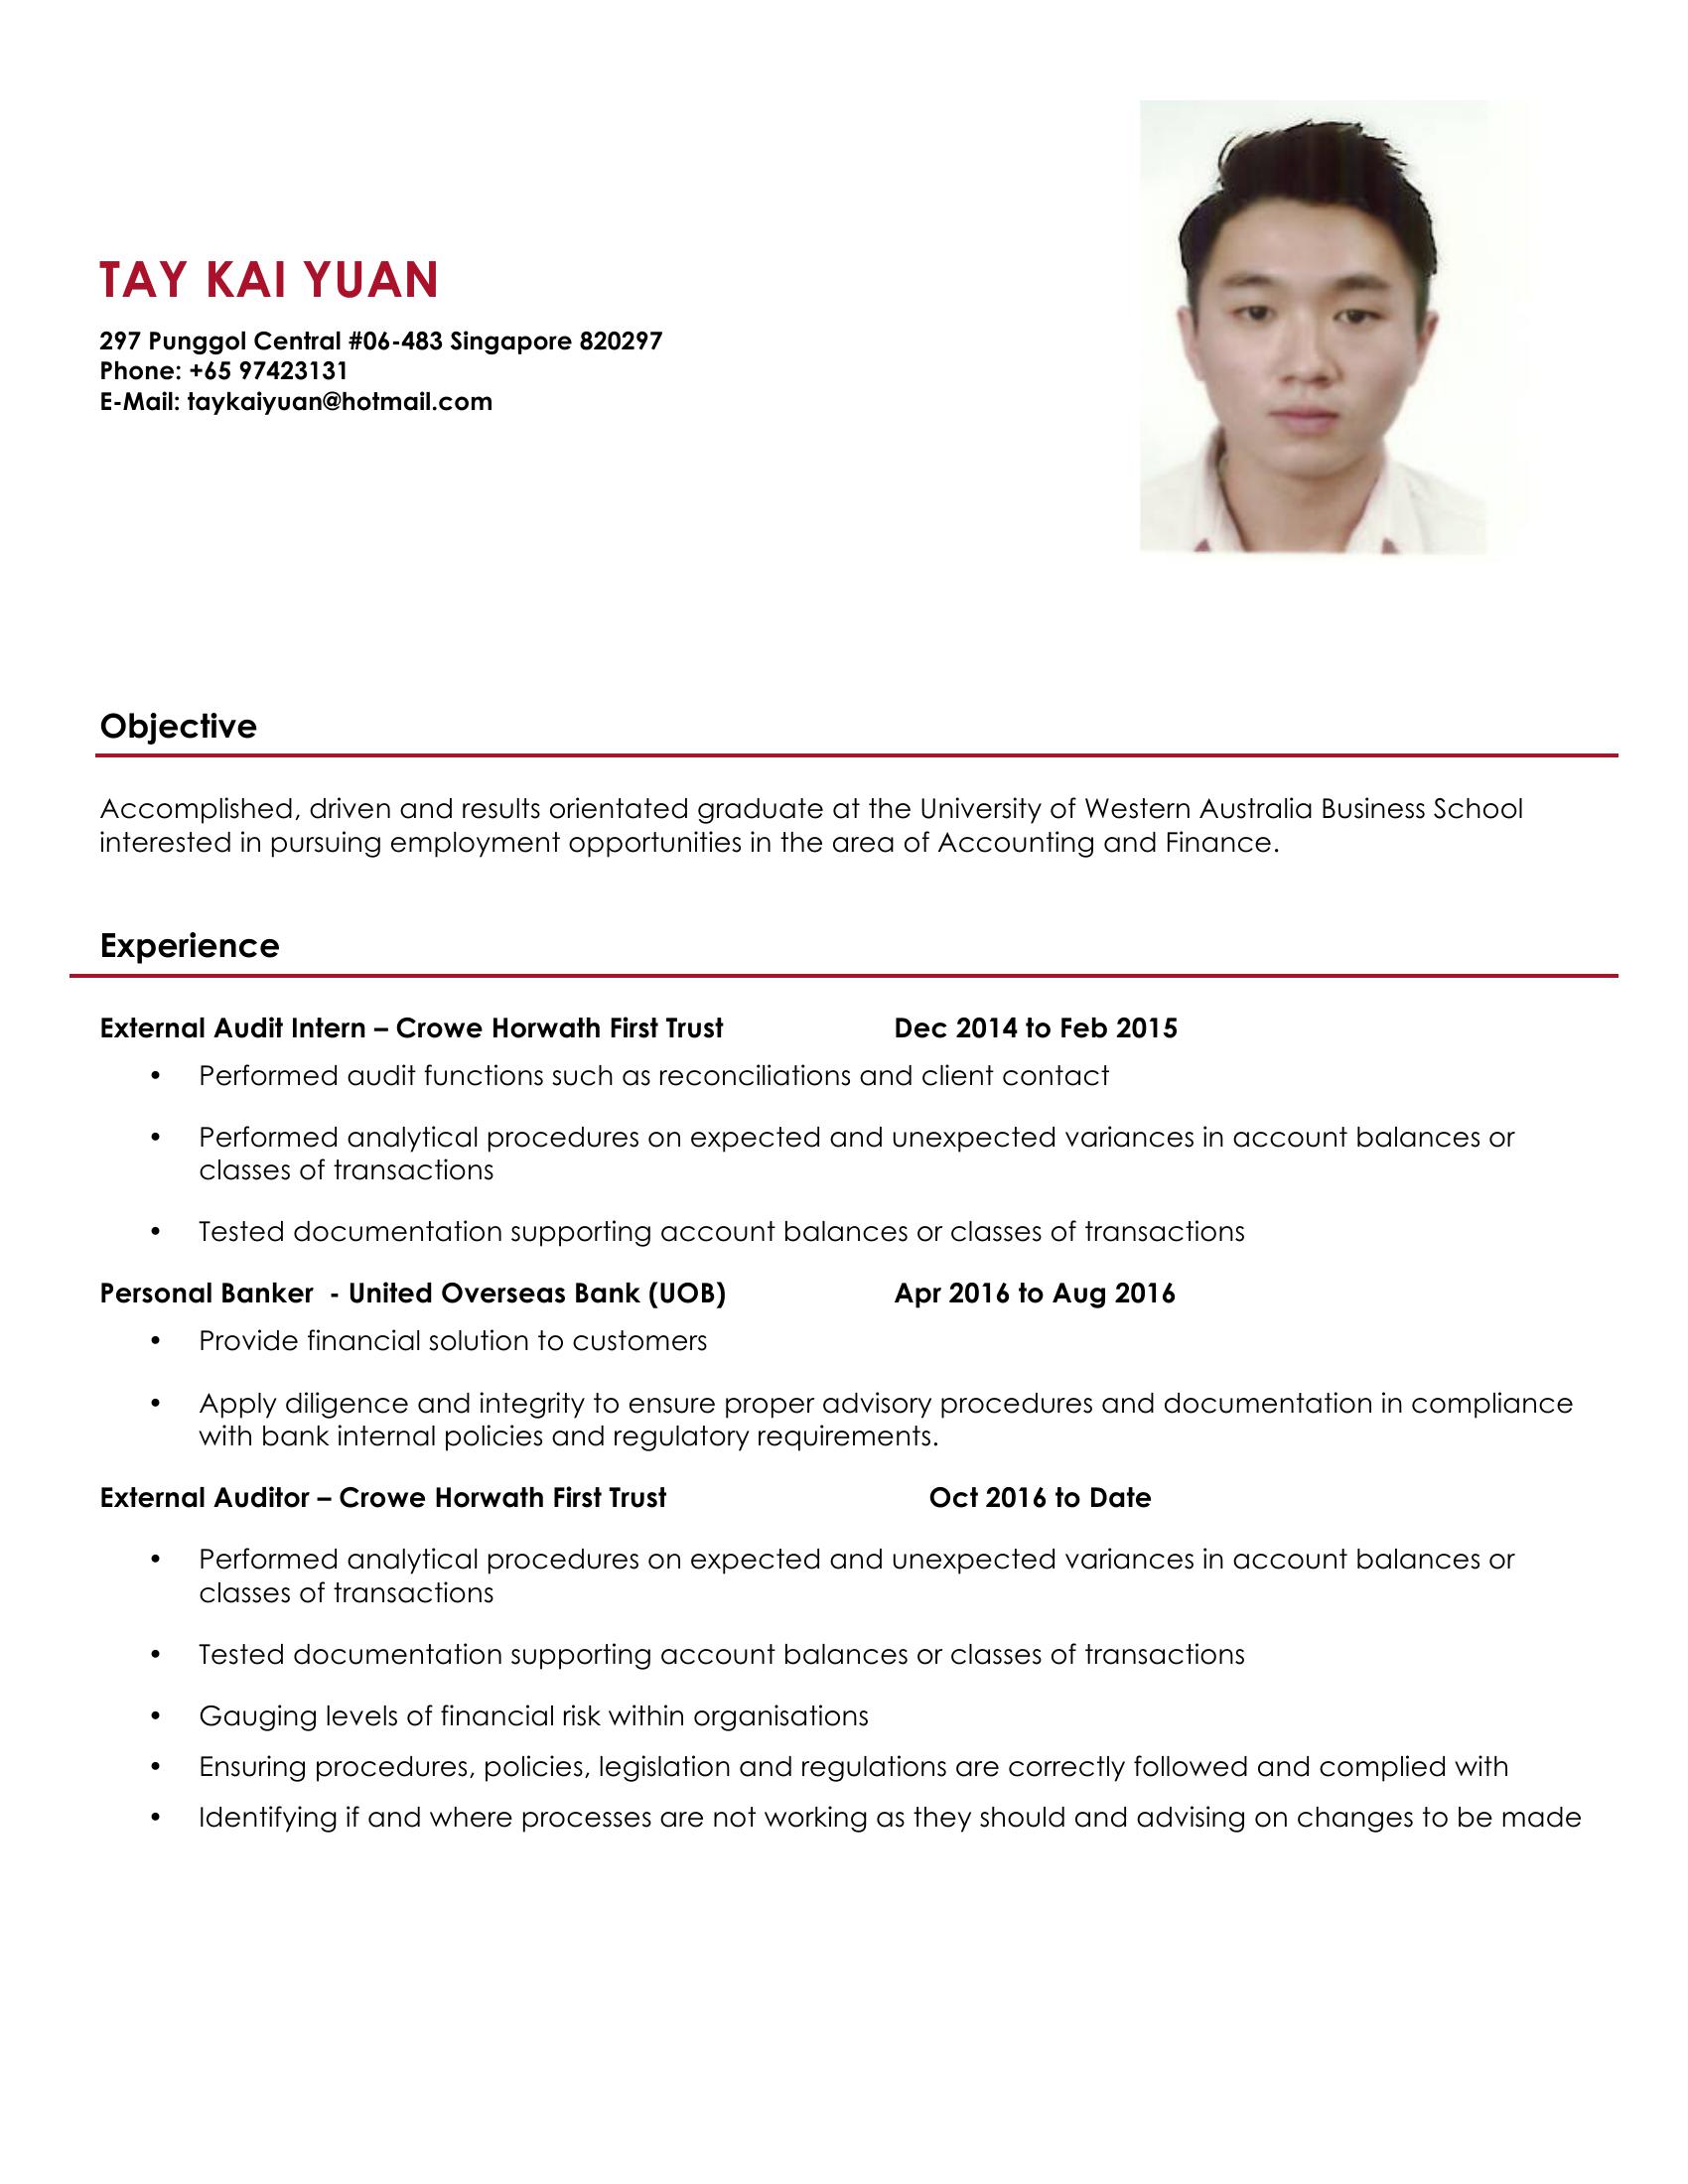 TAY KAI YUAN
297 Punggol Central #06-483 Singapore 820297
Phone: +65 97423131
E-Mail: taykaiyuan@hotmail.com
Objective
Accomplished, driven and results orientated graduate at the University of Western Australia Business School
interested in pursuing employment opportunities in the area of Accounting and Finance.
Experience
External Audit Intern – Crowe Horwath First Trust Dec 2014 to Feb 2015
• Performed audit functions such as reconciliations and client contact
• Performed analytical procedures on expected and unexpected variances in account balances or
classes of transactions
• Tested documentation supporting account balances or classes of transactions
Personal Banker - United Overseas Bank (UOB) Apr 2016 to Aug 2016
• Provide financial solution to customers
• Apply diligence and integrity to ensure proper advisory procedures and documentation in compliance
with bank internal policies and regulatory requirements.
External Auditor – Crowe Horwath First Trust Oct 2016 to Date
• Performed analytical procedures on expected and unexpected variances in account balances or
classes of transactions
• Tested documentation supporting account balances or classes of transactions
• Gauging levels of financial risk within organisations
• Ensuring procedures, policies, legislation and regulations are correctly followed and complied with
• Identifying if and where processes are not working as they should and advising on changes to be made